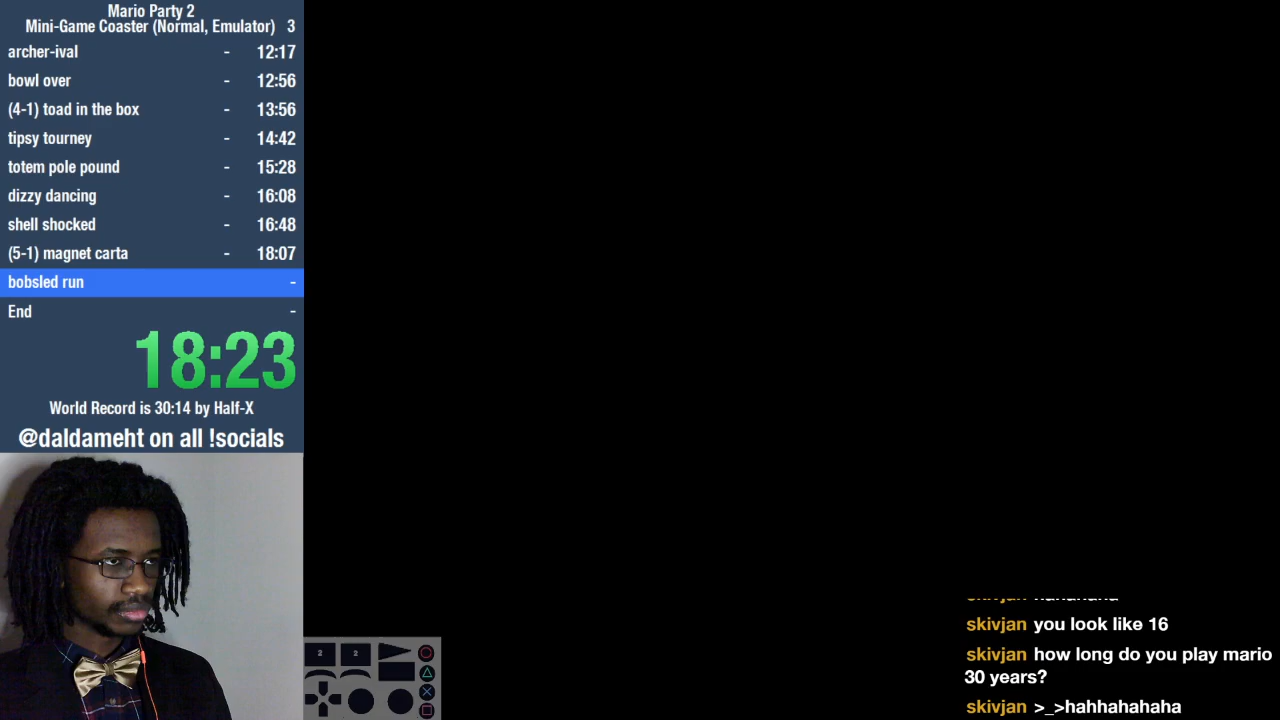 Mario Party 2
Mini-Game Coaster (Normal, Emulator) 3
archer-ival - 12:17
bowl over - 12:56
(4-1) toad in the box - 13:56
tipsy tourney - 14:42
totem pole pound - 15:28
dizzy dancing - 16:08
shell shocked - 16:48
(5-1) magnet carta - 18:07
bobsled run -
End -
18:23
World Record is 30:14 by Half-X
@daldameht on all !socials
2 2
skivjan you look like 16
skivjan how long do you play mario
30 years?
skivjan >_>hahhahahaha